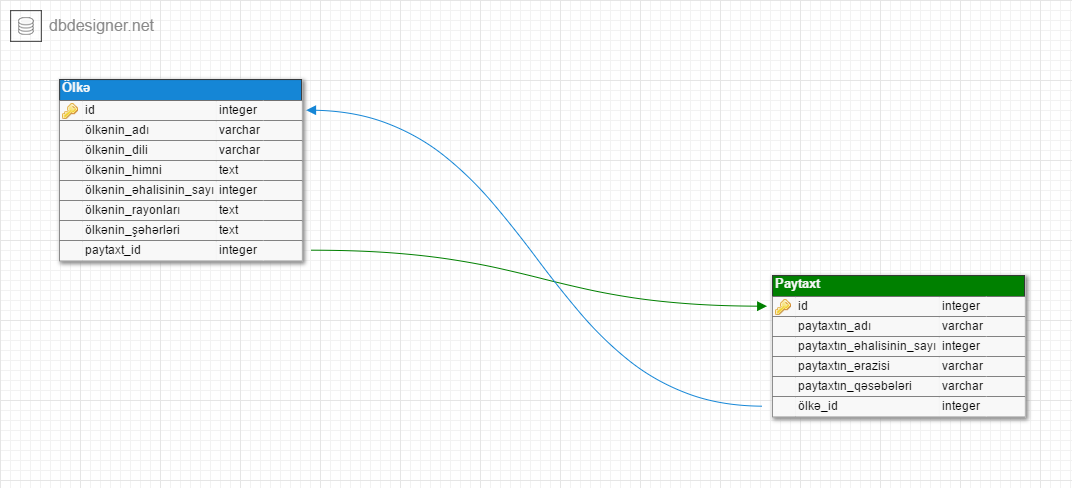 dbdesigner.net
Ölkə
id integer
ölkənin_adı varchar
ölkənin_dili varchar
ölkənin_himni text
ölkənin_əhalisinin_sayı integer
ölkənin_rayonları text
ölkənin_şəhərləri text
paytaxt_id integer
Paytaxt
id integer
paytaxtın_adı varchar
paytaxtın_əhalisinin_sayı integer
paytaxtın_ərazisi varchar
paytaxtın_qəsəbələri varchar
ölkə_id integer